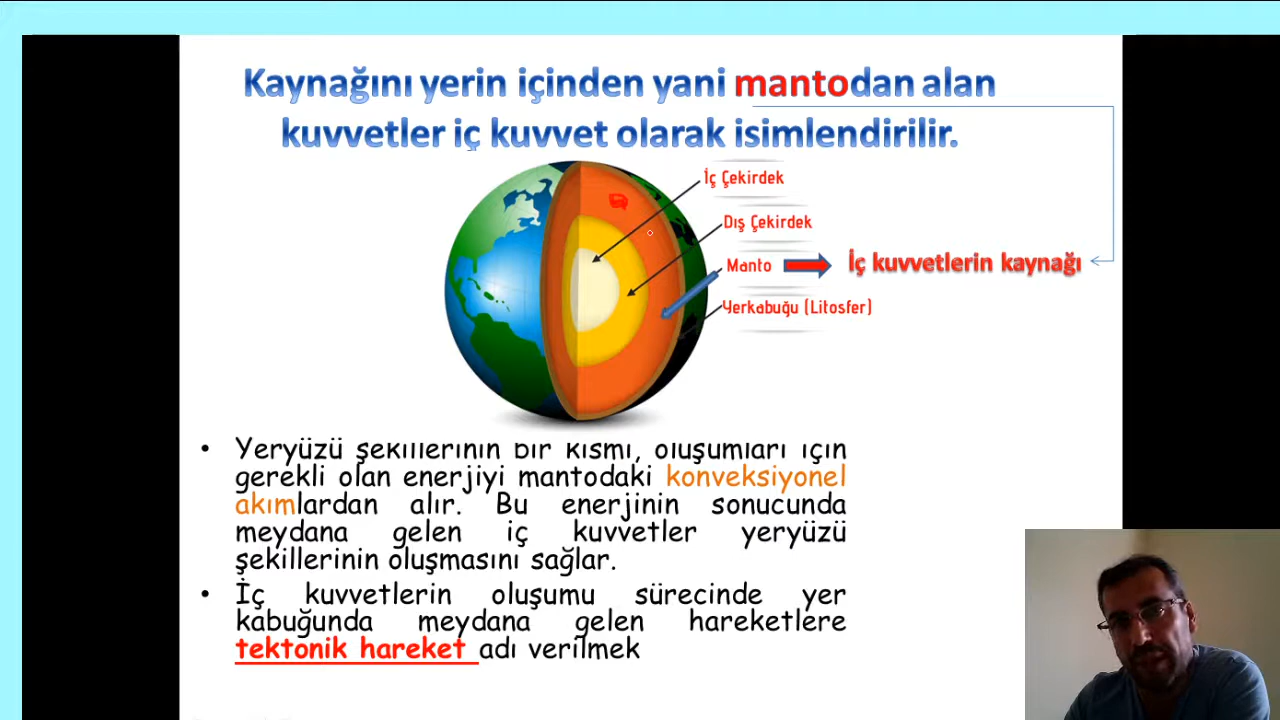 Kaynağını yerin içinden yani mantodan alan
kuvvetler iç kuvvet olarak isimlendirilir.
İç Çekirdek
Dış Çekirdek
Manto
İç kuvvetlerin kaynağı
Yerkabuğu (Litosfer)
• Yeryüzü şekillerinin bir kısmı, oluşumları için
gerekli olan enerjiyi mantodaki konveksiyonel
akımlardan alır. Bu enerjinin sonucunda
meydana gelen iç kuvvetler yeryüzü
şekillerinin oluşmasını sağlar.
• İç kuvvetlerin oluşumu sürecinde yer
kabuğunda meydana gelen hareketlere
tektonik hareket adı verilmek